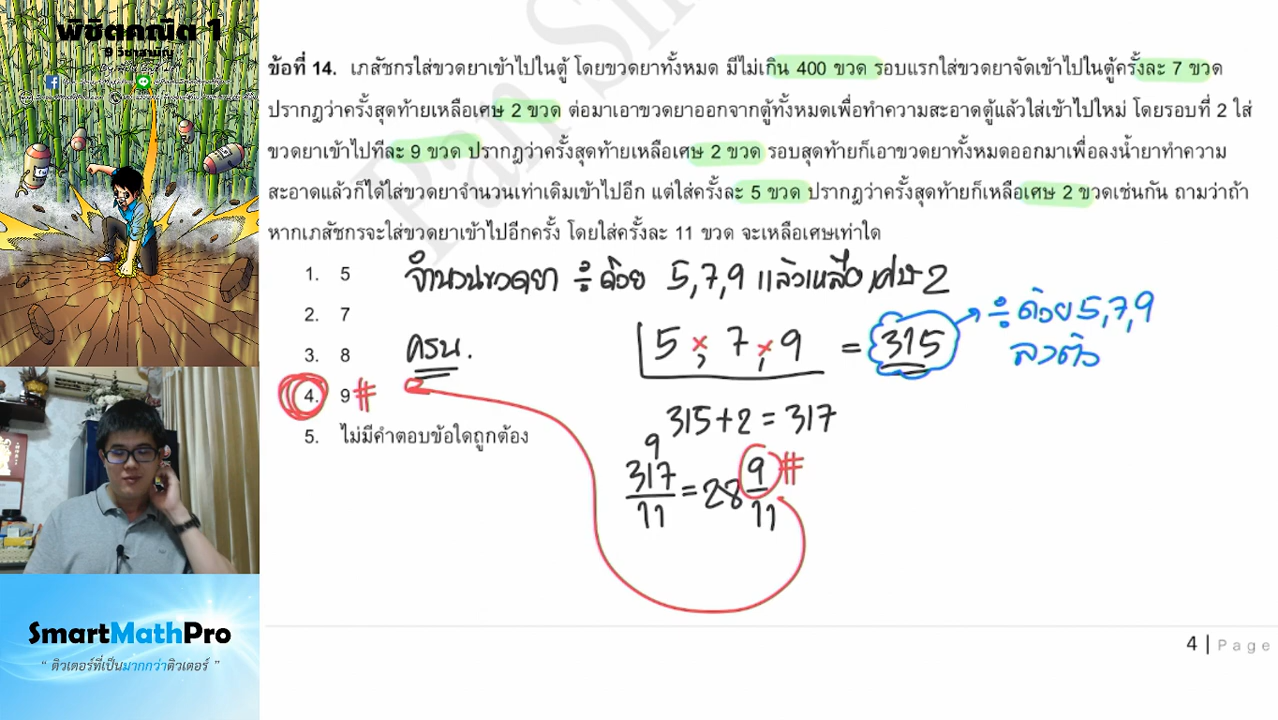 พิชิตคณิต 1
9 วิชาสามัญ
ข้อที่ 14. เภสัชกรใส่ขวดยาเข้าไปในตู้ โดยขวดยาทั้งหมด มีไม่เกิน 400 ขวด รอบแรกใส่ขวดยาจัดเข้าไปในตู้ครั้งละ 7 ขวด
ปรากฎว่าครั้งสุดท้ายเหลือเศษ 2 ขวด ต่อมาเอาขวดยาออกจากตู้ทั้งหมดเพื่อทำความสะอาดตู้แล้วใส่เข้าไปใหม่ โดยรอบที่ 2 ใส่
ขวดยาเข้าไปทีละ 9 ขวด ปรากฎว่าครั้งสุดท้ายเหลือเศษ 2 ขวด รอบสุดท้ายก็เอาขวดยาทั้งหมดออกมาเพื่อลงน้ำยาทำความ
สะอาดแล้วก็ได้ใส่ขวดยาจำนวนเท่าเดิมเข้าไปอีก แต่ใส่ครั้งละ 5 ขวด ปรากฎว่าครั้งสุดท้ายก็เหลือเศษ 2 ขวดเช่นกัน ถามว่าถ้า
หากเภสัชกรจะใส่ขวดยาเข้าไปอีกครั้ง โดยใส่ครั้งละ 11 ขวด จะเหลือเศษเท่าใด
1. 5
2. 7
3. 8
4. 9 #
5. ไม่มีคำตอบข้อใดถูกต้อง
จำนวนขวดยา ÷ ด้วย 5,7,9 แล้วเหลือเศษ 2
ครน. 5 × , 7 × , 9 = 315
÷ ด้วย 5,7,9
ลงตัว
315+2 = 317
9
317/11 = 28 9/11 #
SmartMathPro
“ ติวเตอร์ที่เป็นมากกว่าติวเตอร์ ”
4 | Page